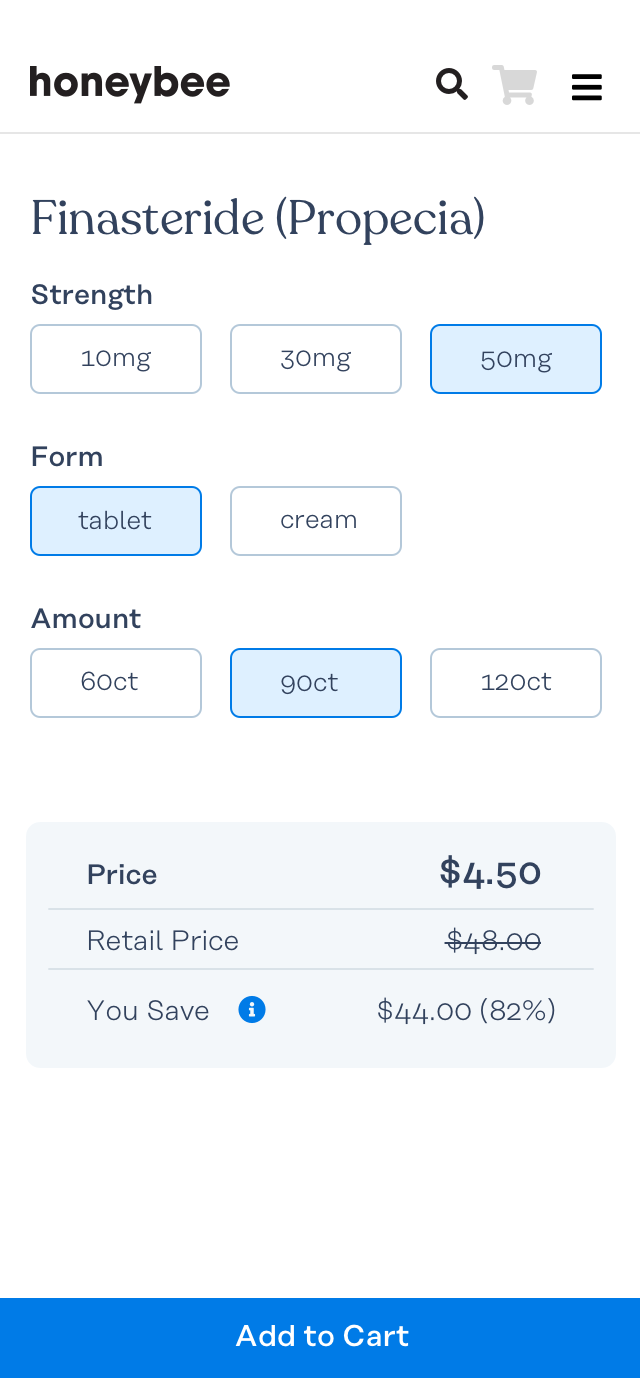 honeybee
Finasteride (Propecia)
Strength
10mg 30mg 50mg
Form
tablet cream
Amount
60ct 90ct 120ct
Price $4.50
Retail Price $48.00
You Save $44.00 (82%)
Add to Cart